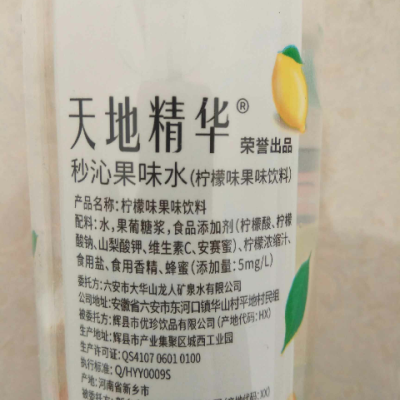 天地精华® 荣誉出品
秒沁果味水(柠檬味果味饮料)
产品名称:柠檬味果味饮料
配料:水,果葡糖浆,食品添加剂(柠檬酸、柠檬
酸钠、山梨酸钾、维生素C、安赛蜜)、柠檬浓缩汁、
食用盐、食用香精、蜂蜜(添加量:5mg/L)
委托方:六安市大华山龙人矿泉水有限公司
公司地址:安徽省六安市东河口镇华山村平地村民组
被委托方:辉县市优珍饮品有限公司(产地代码:HX)
生产地址:辉县市产业集聚区城西工业园
生产许可证:QS4107 0601 0100
执行标准:Q/HYY0009S
产地:河南省新乡市